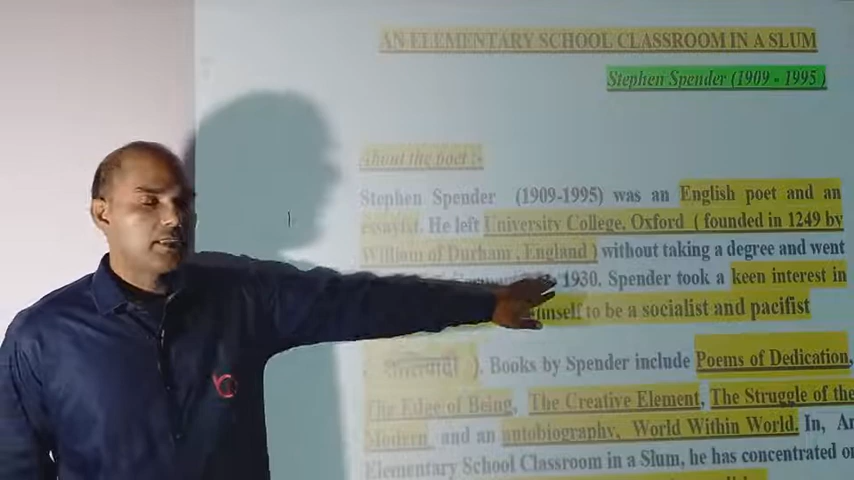 AN ELEMENTARY SCHOOL CLASSROOM IN A SLUM
Stephen Spender (1909 - 1995)
About the poet :-
Stephen Spender (1909-1995) was an English poet and an
essayist. He left University College, Oxford (founded in 1249 by
William of Durham, England) without taking any degree and went
1930. Spender took keen interest in
himself to be a socialist and pacifist
Books by Spender include Poems of Dedication,
The Edge of Being, The Creative Element, The Struggle of the
Modern and an autobiography, World Within World. In, An
Elementary School Classroom in a Slum, he has concentrated on